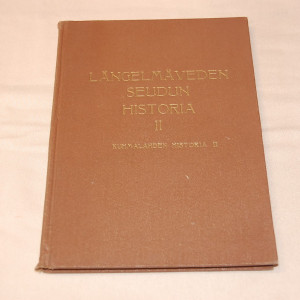 LÄNGELMÄVEDEN
SEUDUN
HISTORIA
II
KUHMALAHDEN HISTORIA II